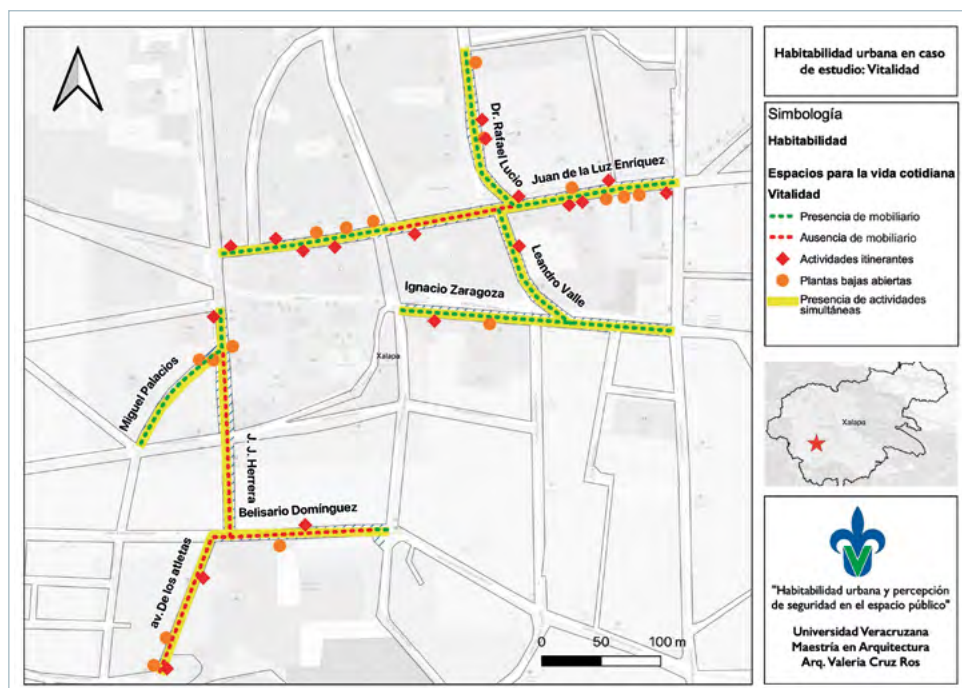 Habitabilidad urbana en caso
de estudio: Vitalidad
Simbología
Habitabilidad
Espacios para la vida cotidiana
Vitalidad
Presencia de mobiliario
Ausencia de mobiliario
Actividades itinerantes
Plantas bajas abiertas
Presencia de actividades
simultáneas
Dr. Rafael Lucio
Juan de la Luz Enríquez
Leandro Valle
Ignacio Zaragoza
Xalapa
Miguel Palacios
J. J. Herrera
Belisario Domínguez
av. De los atletas
0 50 100 m
Xalapa
"Habitabilidad urbana y percepción
de seguridad en el espacio público"
Universidad Veracruzana
Maestría en Arquitectura
Arq. Valeria Cruz Ros